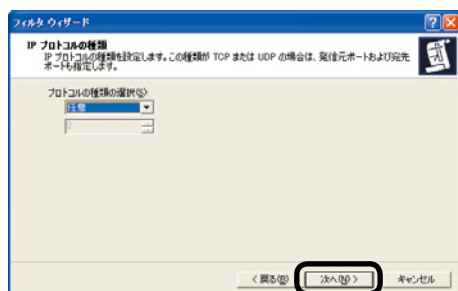 フィルタ ウィザード
IP プロトコルの種類
IP プロトコルの種類を設定します。この種類が TCP または UDP の場合は、発信元ポートおよび宛先
ポートも指定します。
プロトコルの種類の選択(S):
任意
0
< 戻る(B)
次へ(N) >
キャンセル